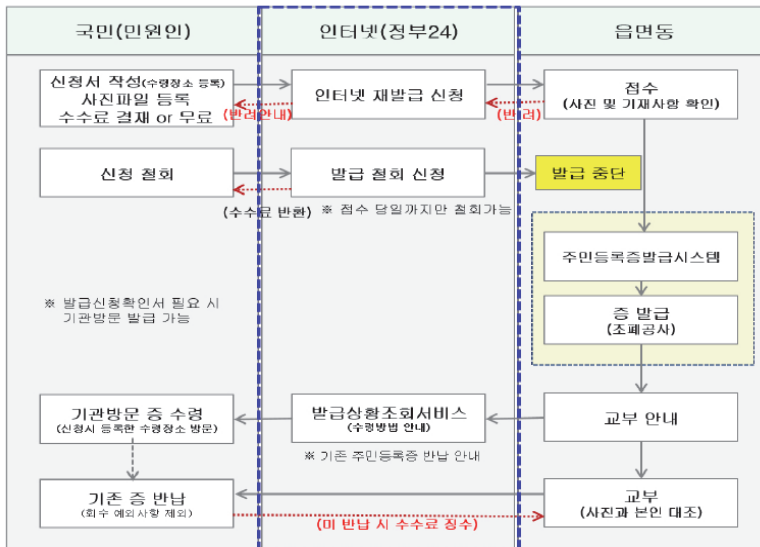 국민(민원인)
인터넷(정부24)
읍면동
신청서 작성(수령장소 등록)
사진파일 등록
수수료 결재 or 무료
인터넷 재발급 신청
접수
(사진 및 기재사항 확인)
(반려안내)
(반 려)
신청 철회
발급 철회 신청
발급 중단
(수수료 반환)
※ 접수 당일까지만 철회가능
주민등록증발급시스템
※ 발급신청확인서 필요 시
기관방문 발급 가능
증 발급
(조폐공사)
기관방문 증 수령
(신청시 등록한 수령장소 방문)
발급상황조회서비스
(수령방법 안내)
교부 안내
※ 기존 주민등록증 반납 안내
기존 증 반납
(회수 예외사항 제외)
교부
(사진과 본인 대조)
(미 반납 시 수수료 징수)